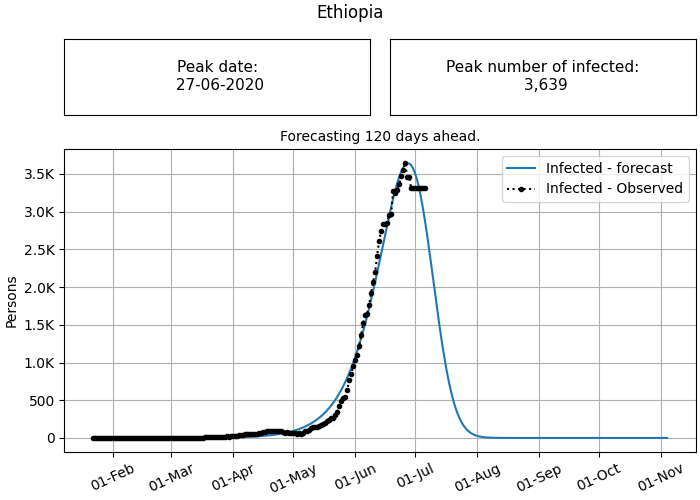 Ethiopia
Peak date:
27-06-2020
Peak number of infected:
3,639
Forecasting 120 days ahead.
Infected - forecast
Infected - Observed
Persons
3.5K
3.0K
2.5K
2.0K
1.5K
1.0K
500
0
01-Feb
01-Mar
01-Apr
01-May
01-Jun
01-Jul
01-Aug
01-Sep
01-Oct
01-Nov